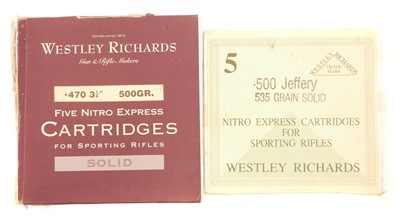 ESTABLISHED 1812
WESTLEY RICHARDS
Gun & Rifle Makers
·470 3¼" 500GR.
FIVE NITRO EXPRESS
CARTRIDGES
FOR SPORTING RIFLES
SOLID
5
WESTLEY RICHARDS
TRADE
MARK
·500 Jeffery
535 GRAIN SOLID
NITRO EXPRESS CARTRIDGES
FOR
SPORTING RIFLES
WESTLEY RICHARDS